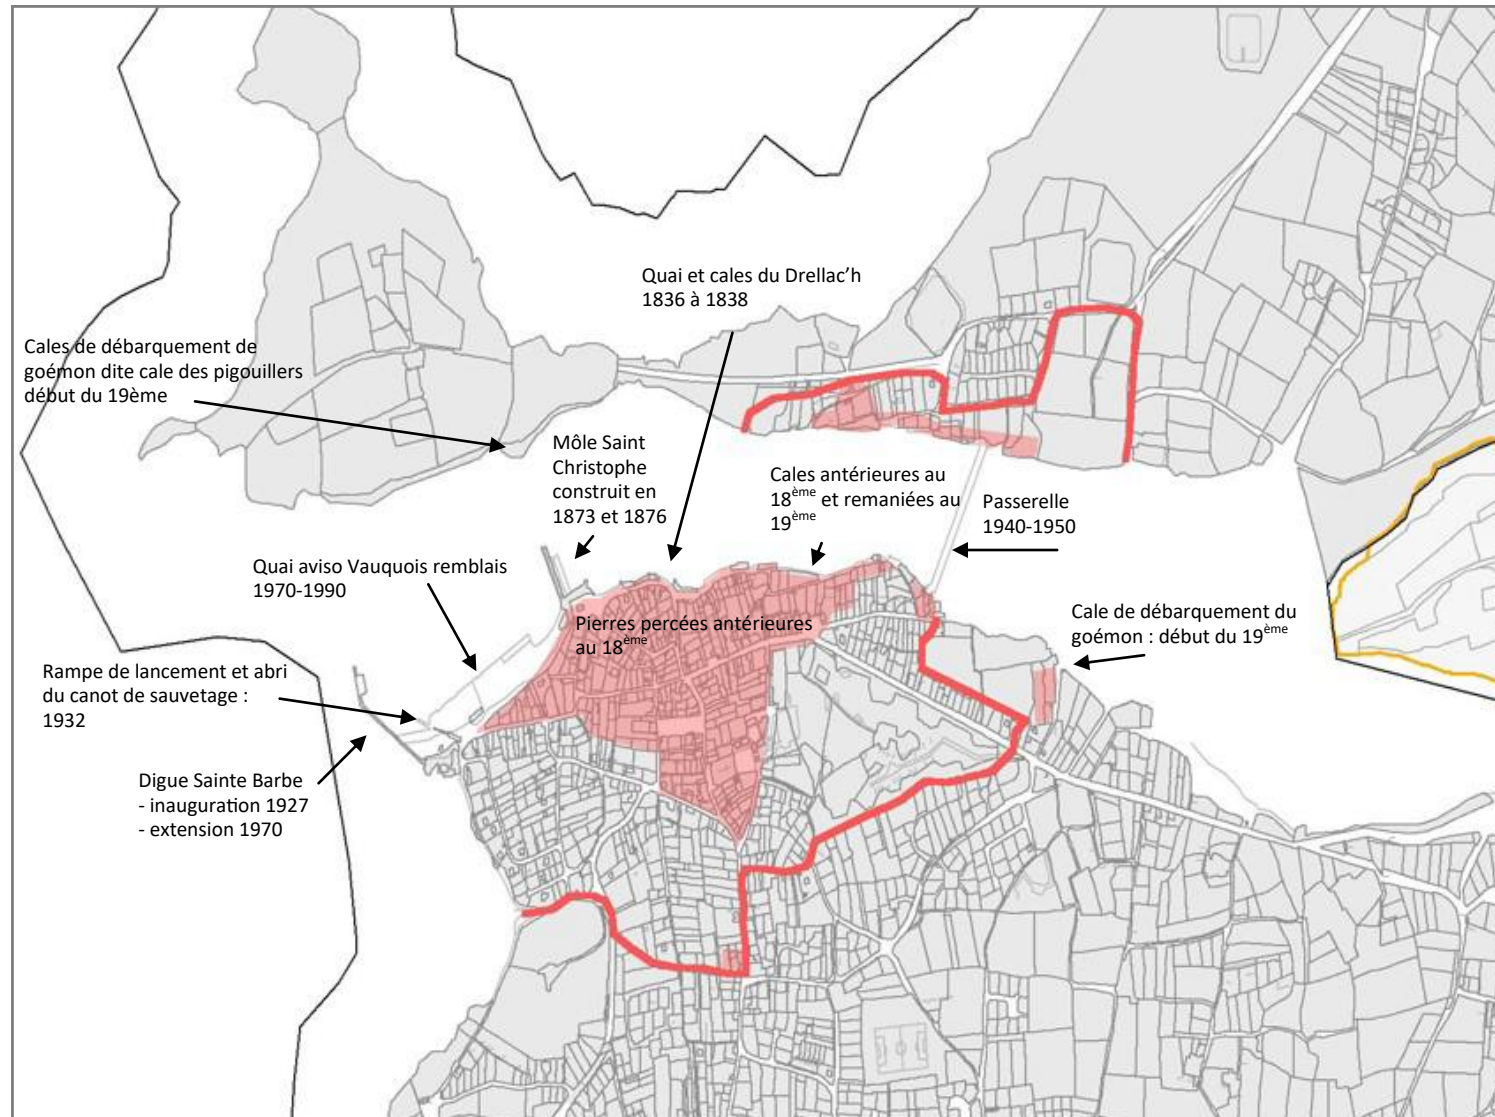 Quai et cales du Drellac’h
1836 à 1838
Cales de débarquement de
goémon dite cale des pigouillers
début du 19ème
Môle Saint
Christophe
construit en
1873 et 1876
Cales antérieures au
18ème et remaniées au
19ème
Passerelle
1940-1950
Quai aviso Vauquois remblais
1970-1990
Pierres percées antérieures
au 18ème
Cale de débarquement du
goémon : début du 19ème
Rampe de lancement et abri
du canot de sauvetage :
1932
Digue Sainte Barbe
- inauguration 1927
- extension 1970